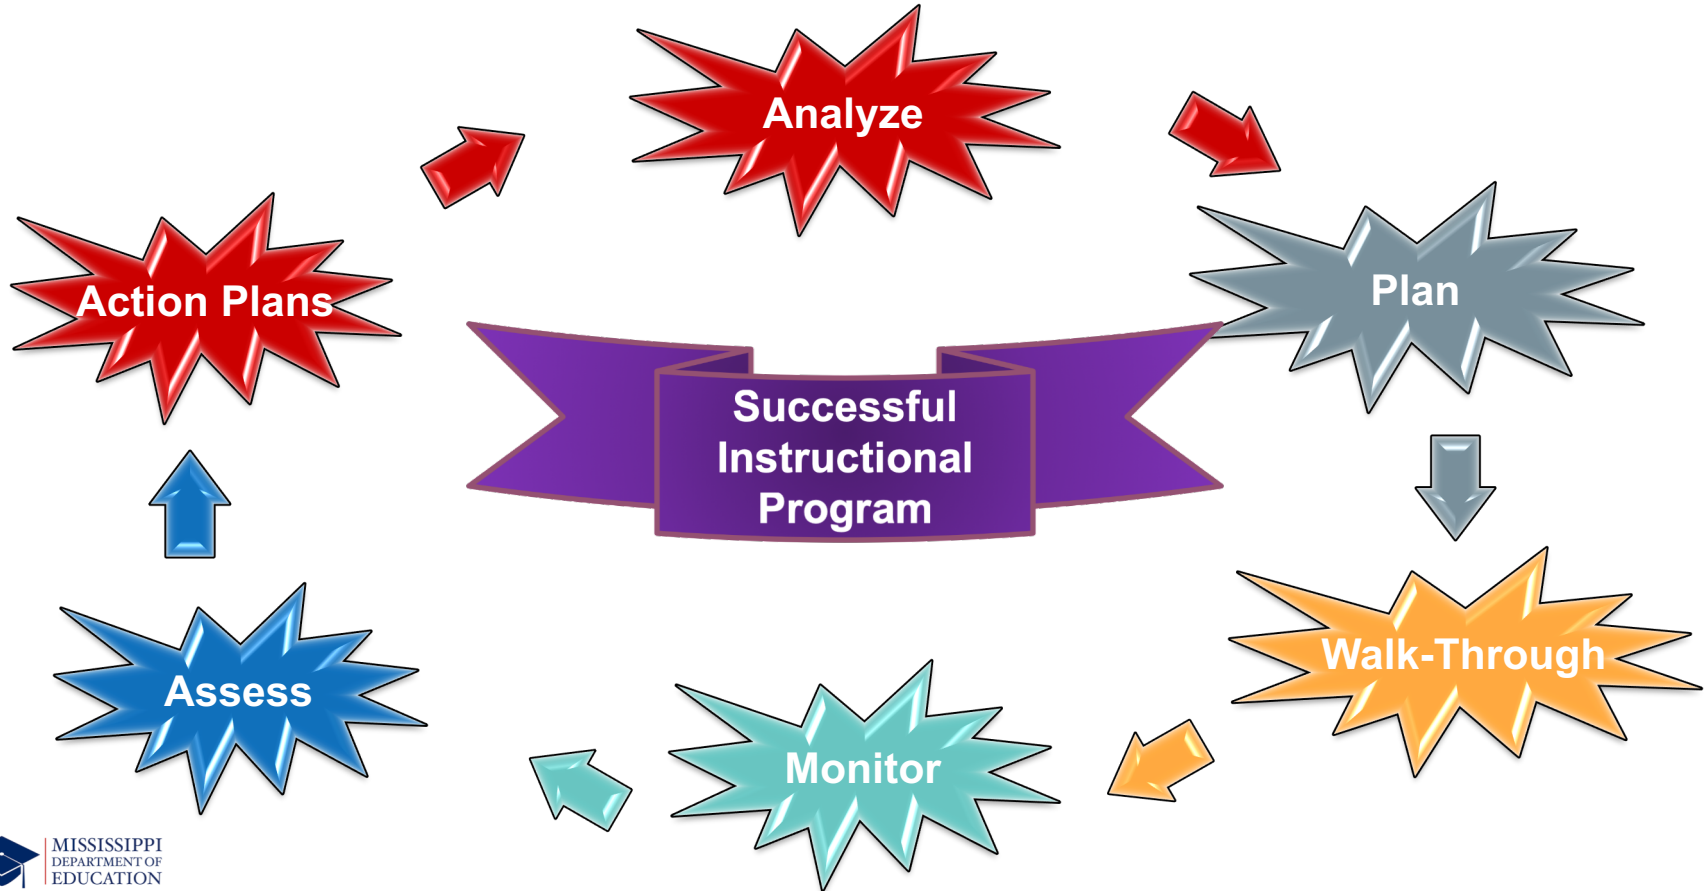 Analyze
Action Plans
Plan
Successful
Instructional
Program
Walk-Through
Assess
Monitor
MISSISSIPPI
DEPARTMENT OF
EDUCATION